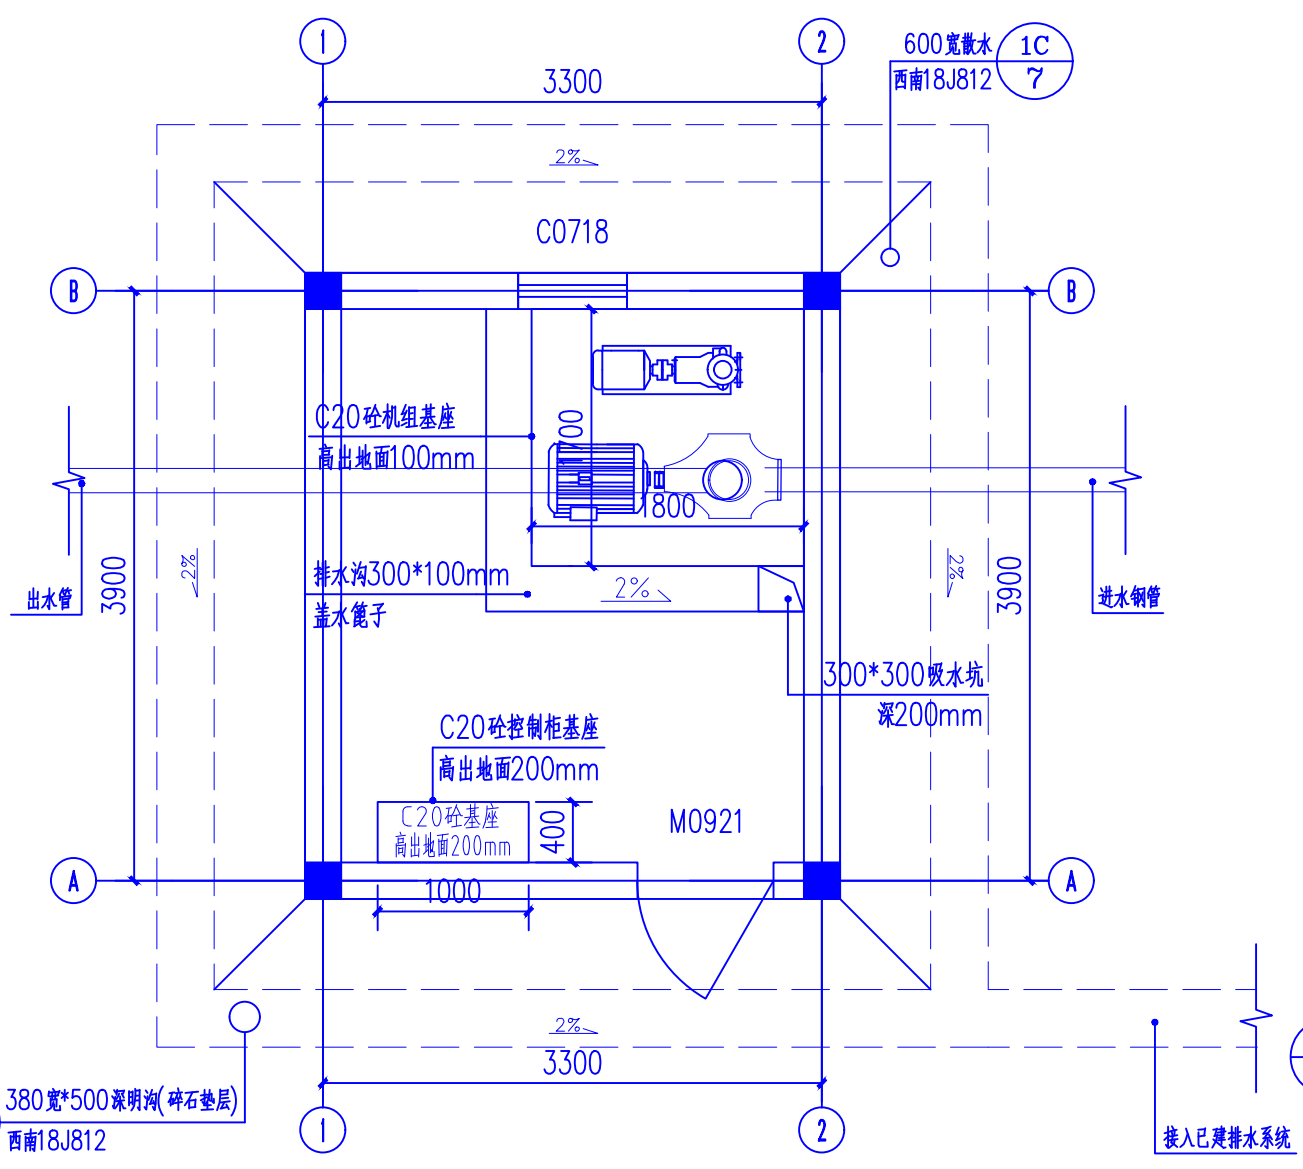 1
2
600宽散水
1C
西南18J812
7
3300
2%
C0718
B
B
C20砼机组基座
高出地面100mm
1800
2%
2%
3900
3900
排水沟300*100mm
盖水篦子
2%
出水管
进水钢管
300*300吸水坑
深200mm
C20砼控制柜基座
高出地面200mm
C20砼基座
高出地面200mm
400
M0921
A
A
1000
2%
3300
380宽*500深明沟(碎石垫层)
西南18J812
1
2
接入已建排水系统